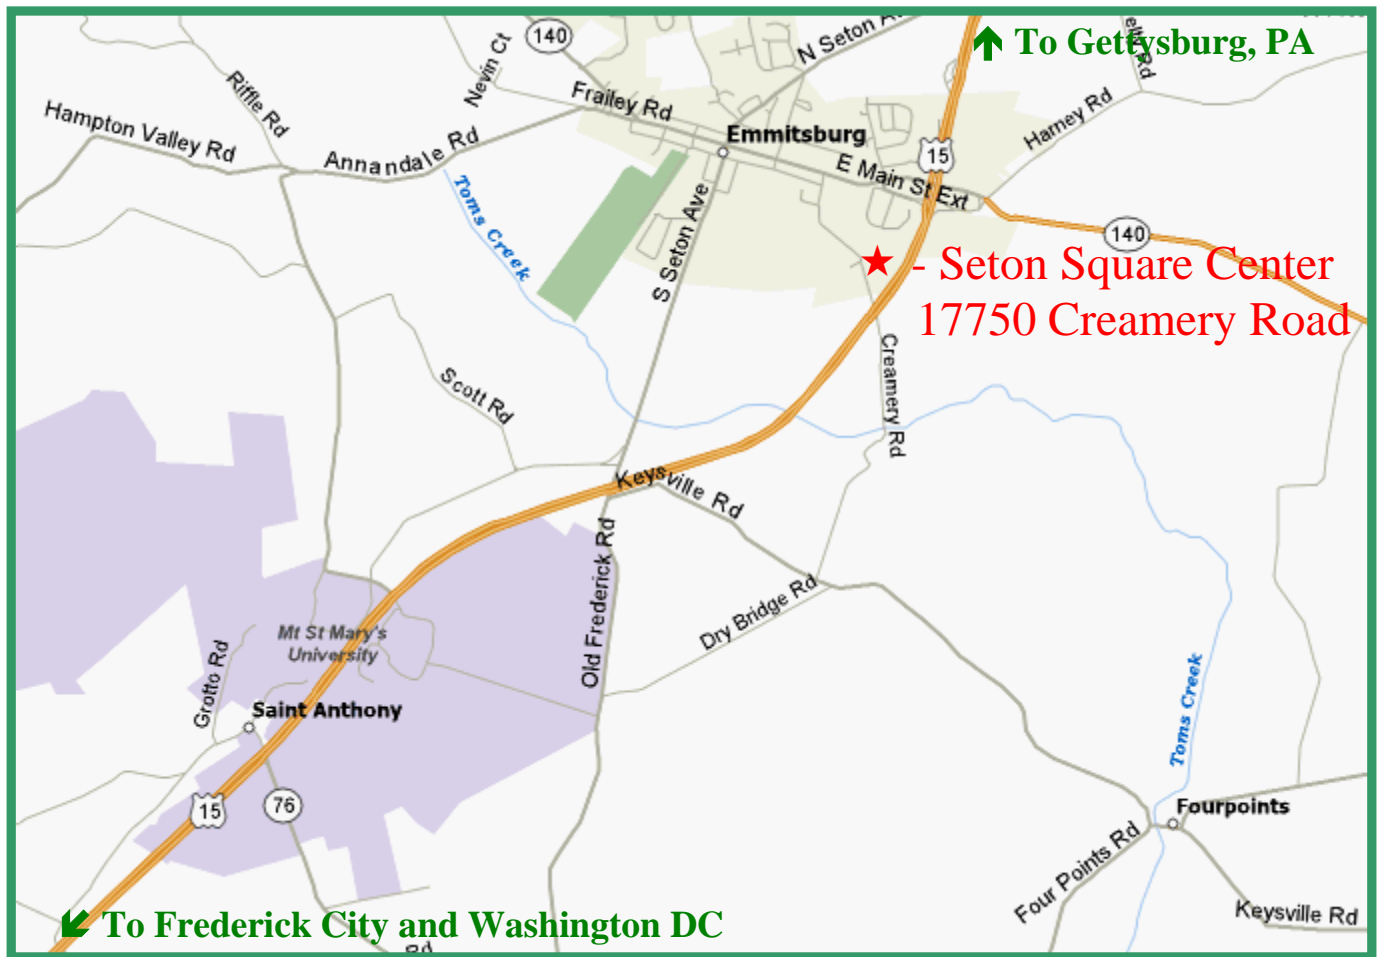 140
N Seton A
To Gettysburg, PA
Nevin Ct
Riffle Rd
Frailey Rd
Harney Rd
Hampton Valley Rd
Annandale Rd
Emmitsburg
15
E Main St Ext
Toms Creek
S Seton Ave
140
- Seton Square Center
17750 Creamery Road
Creamery Rd
Scott Rd
Keysville Rd
Old Frederick Rd
Dry Bridge Rd
Mt St Mary's
University
Grotto Rd
Saint Anthony
Toms Creek
15
76
Fourpoints
Four Points Rd
Keysville Rd
To Frederick City and Washington DC
Rd